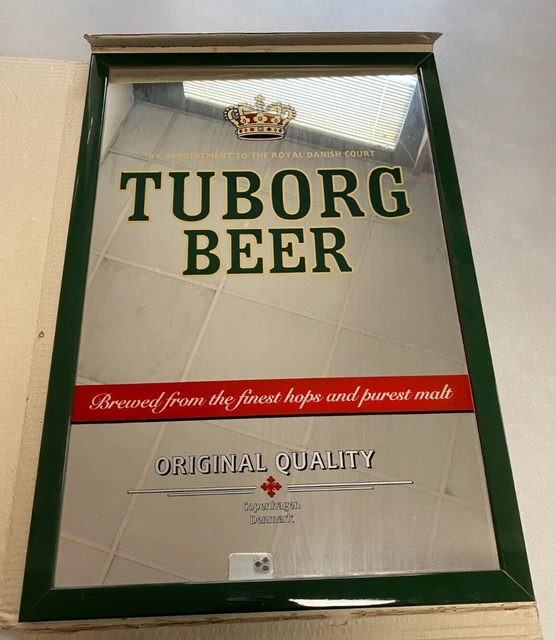 BY APPOINTMENT TO THE ROYAL DANISH COURT
TUBORG
BEER
Brewed from the finest hops and purest malt
ORIGINAL QUALITY
Copenhagen
Denmark